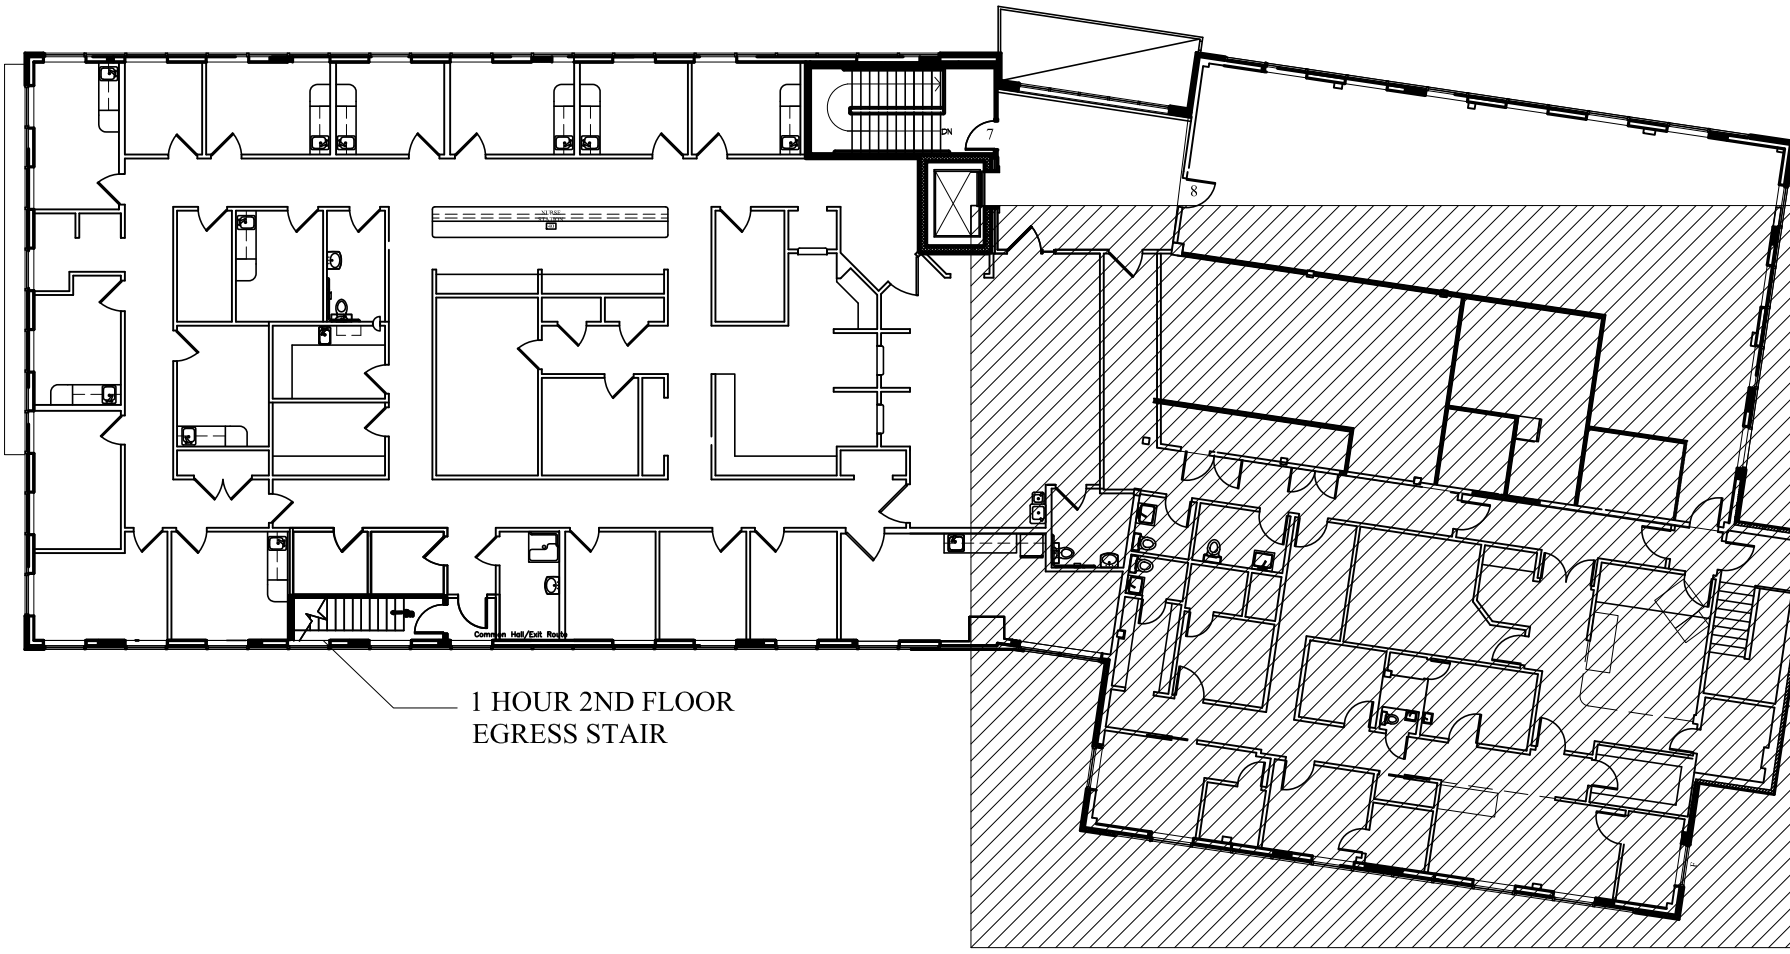 DN
7
8
NURSE
Common Hall/Exit Route
1 HOUR 2ND FLOOR
EGRESS STAIR